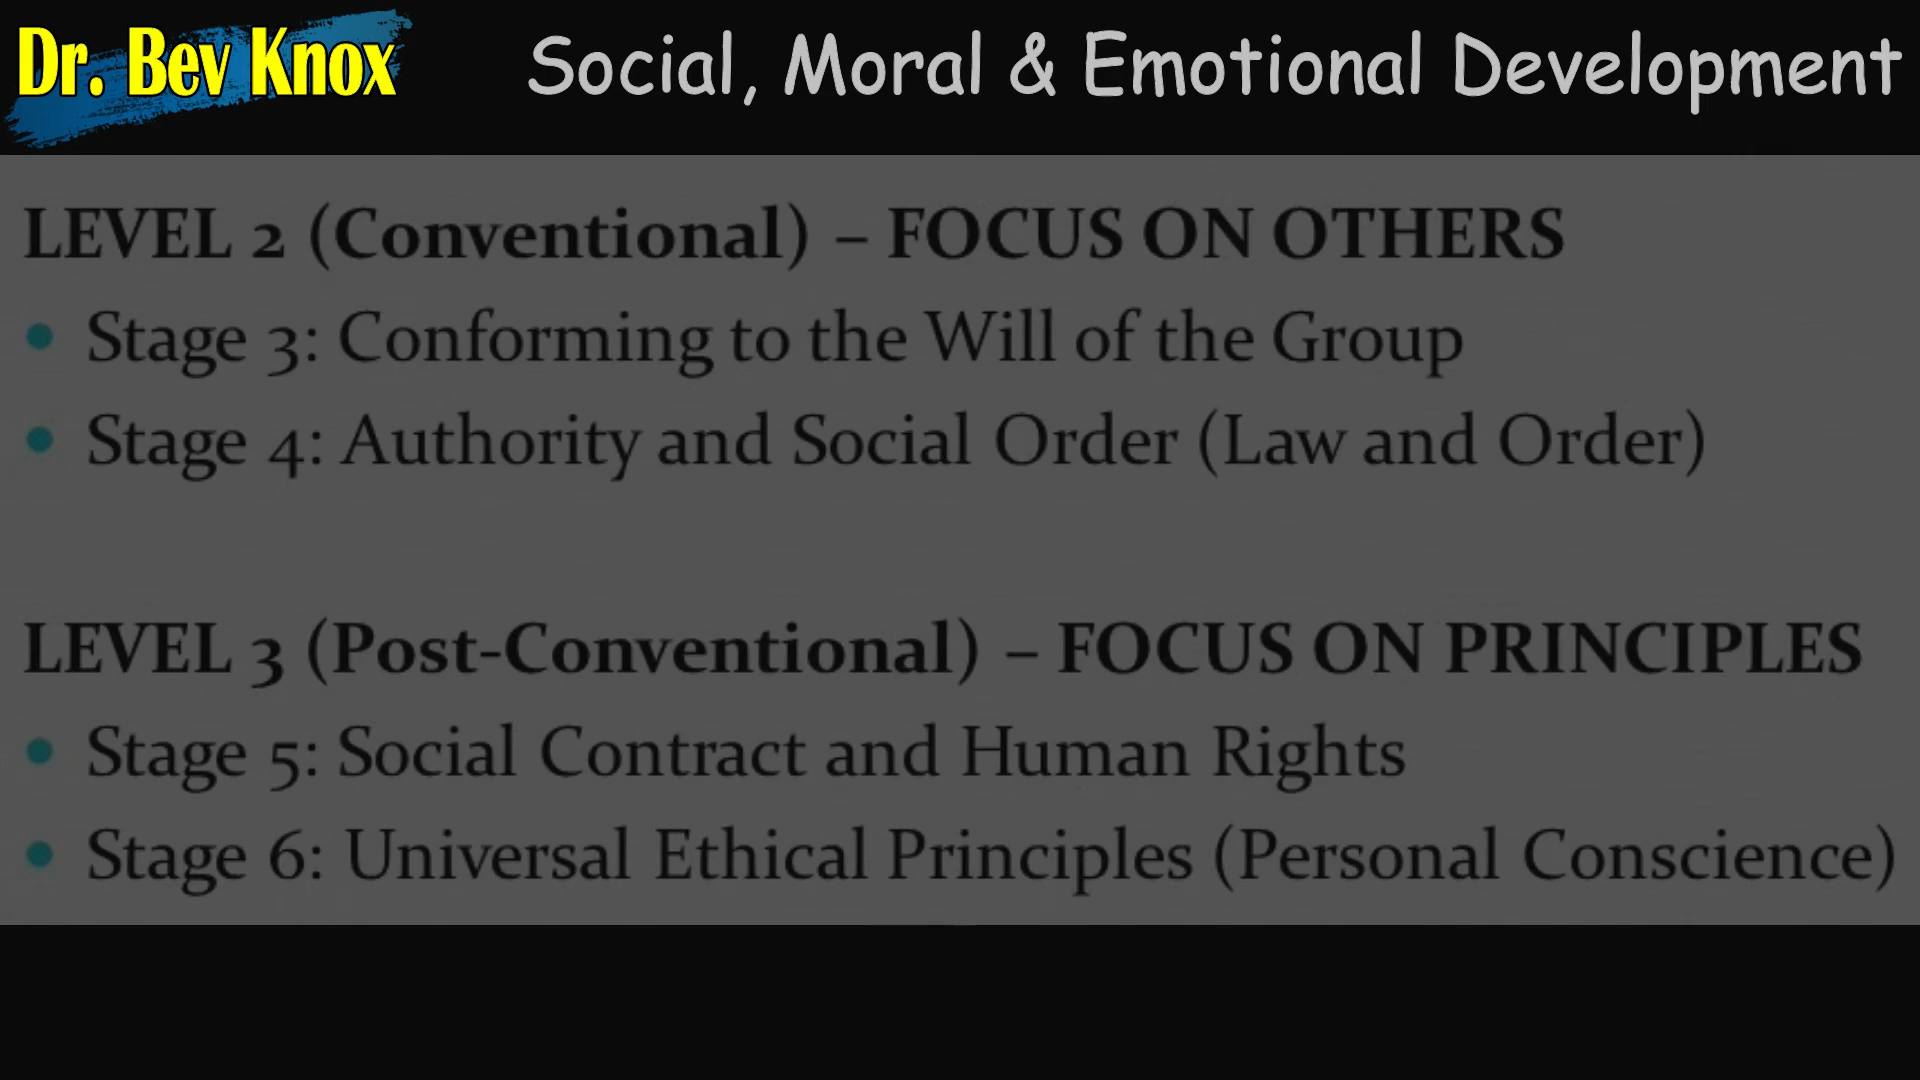 Dr. Bev Knox
Social, Moral & Emotional Development
LEVEL 2 (Conventional) – FOCUS ON OTHERS
• Stage 3: Conforming to the Will of the Group
• Stage 4: Authority and Social Order (Law and Order)
LEVEL 3 (Post-Conventional) – FOCUS ON PRINCIPLES
• Stage 5: Social Contract and Human Rights
• Stage 6: Universal Ethical Principles (Personal Conscience)